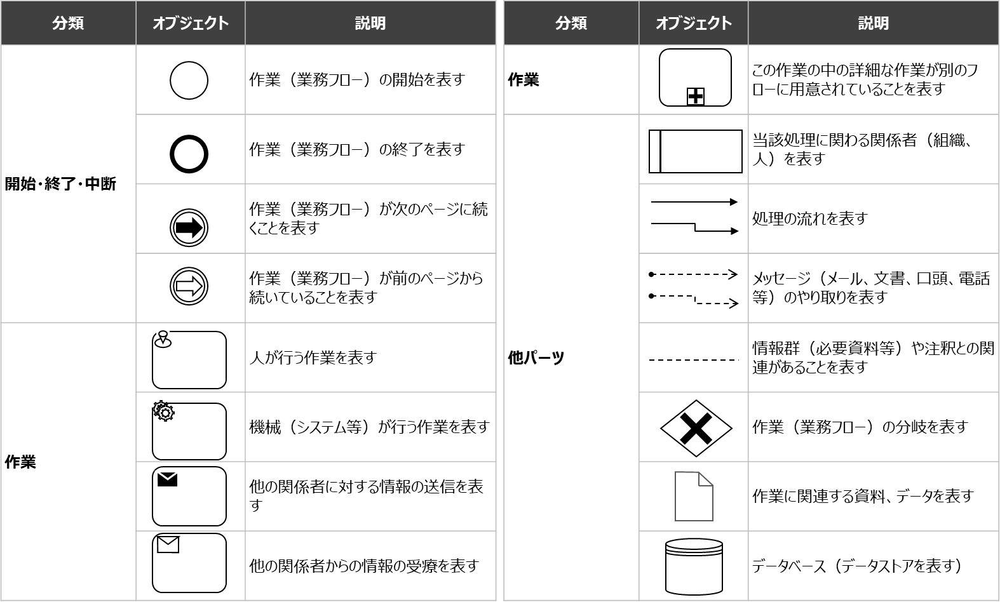 分類 オブジェクト 説明
開始・終了・中断
作業（業務フロー）の開始を表す
作業（業務フロー）の終了を表す
作業（業務フロー）が次のページに続
くことを表す
作業（業務フロー）が前のページから
続いていることを表す
作業
人が行う作業を表す
機械（システム等）が行う作業を表す
他の関係者に対する情報の送信を表
す
他の関係者からの情報の受療を表す
分類 オブジェクト 説明
作業
この作業の中の詳細な作業が別のフ
ローに用意されていることを表す
他パーツ
当該処理に関わる関係者（組織、
人）を表す
処理の流れを表す
メッセージ（メール、文書、口頭、電話
等）のやり取りを表す
情報群（必要資料等）や注釈との関
連があることを表す
作業（業務フロー）の分岐を表す
作業に関連する資料、データを表す
データベース（データストアを表す）